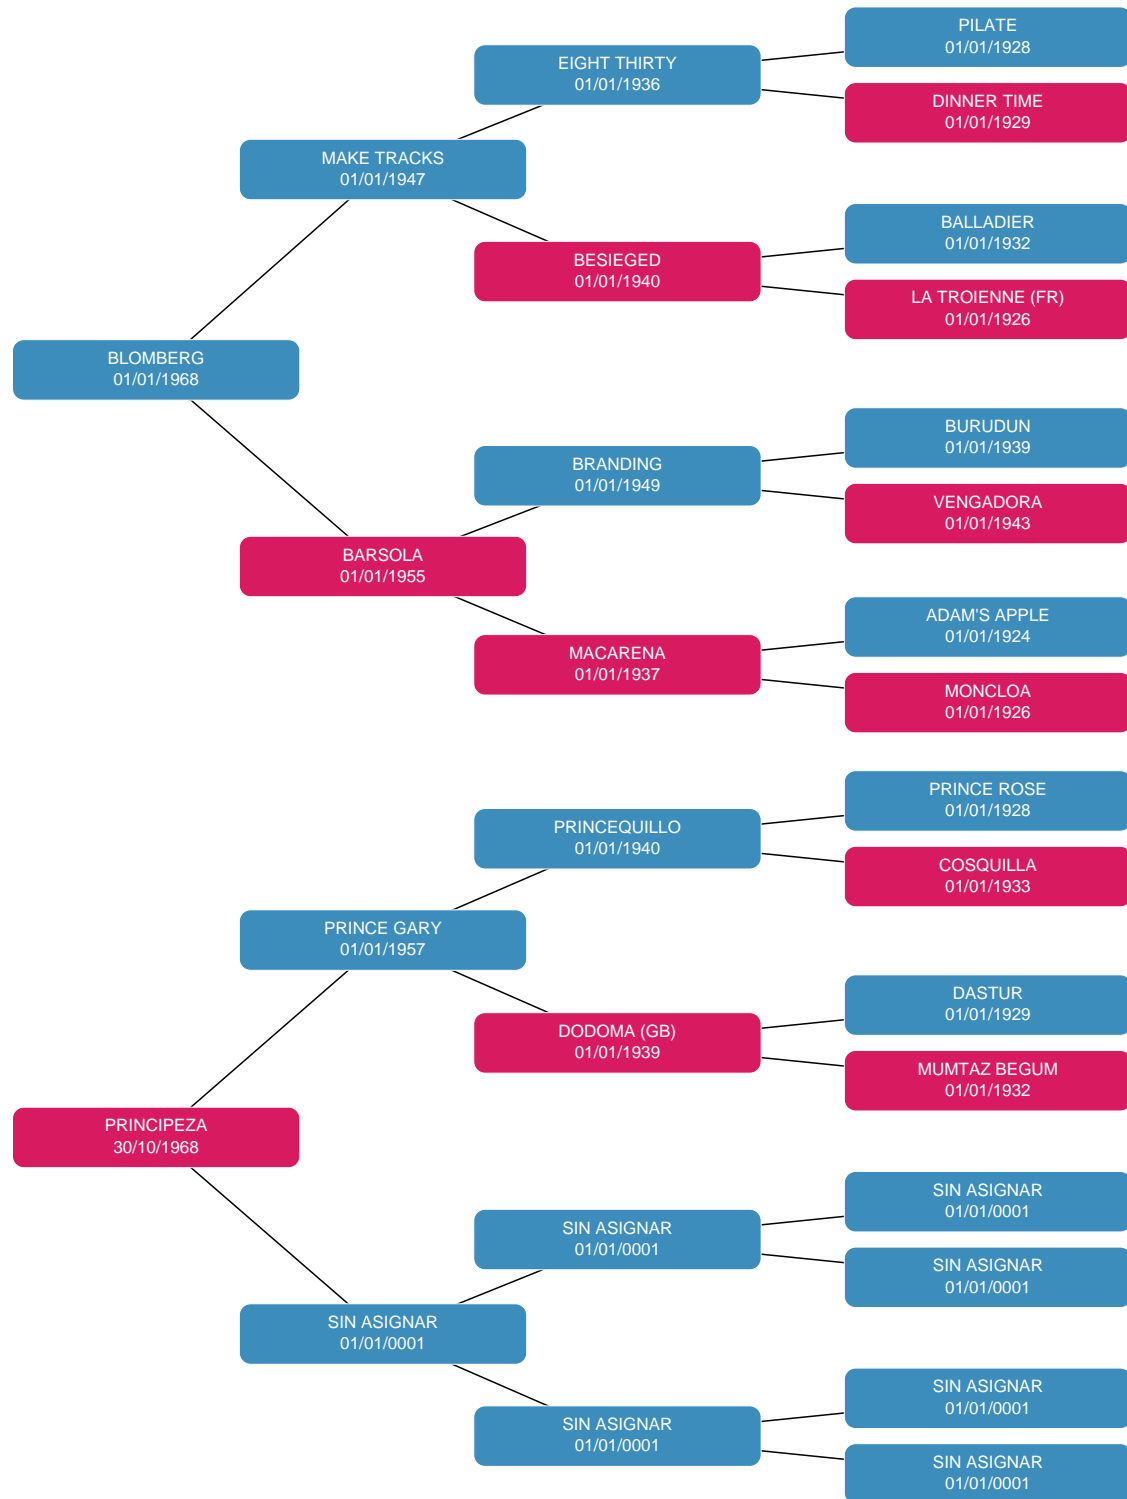 PILATE
01/01/1928
EIGHT THIRTY
01/01/1936
DINNER TIME
01/01/1929
MAKE TRACKS
01/01/1947
BALLADIER
01/01/1932
BESIEGED
01/01/1940
LA TROIENNE (FR)
01/01/1926
BLOMBERG
01/01/1968
BURUDUN
01/01/1939
BRANDING
01/01/1949
VENGADORA
01/01/1943
BARSOLA
01/01/1955
ADAM'S APPLE
01/01/1924
MACARENA
01/01/1937
MONCLOA
01/01/1926
PRINCE ROSE
01/01/1928
PRINCEQUILLO
01/01/1940
COSQUILLA
01/01/1933
PRINCE GARY
01/01/1957
DASTUR
01/01/1929
DODOMA (GB)
01/01/1939
MUMTAZ BEGUM
01/01/1932
PRINCIPEZA
30/10/1968
SIN ASIGNAR
01/01/0001
SIN ASIGNAR
01/01/0001
SIN ASIGNAR
01/01/0001
SIN ASIGNAR
01/01/0001
SIN ASIGNAR
01/01/0001
SIN ASIGNAR
01/01/0001
SIN ASIGNAR
01/01/0001